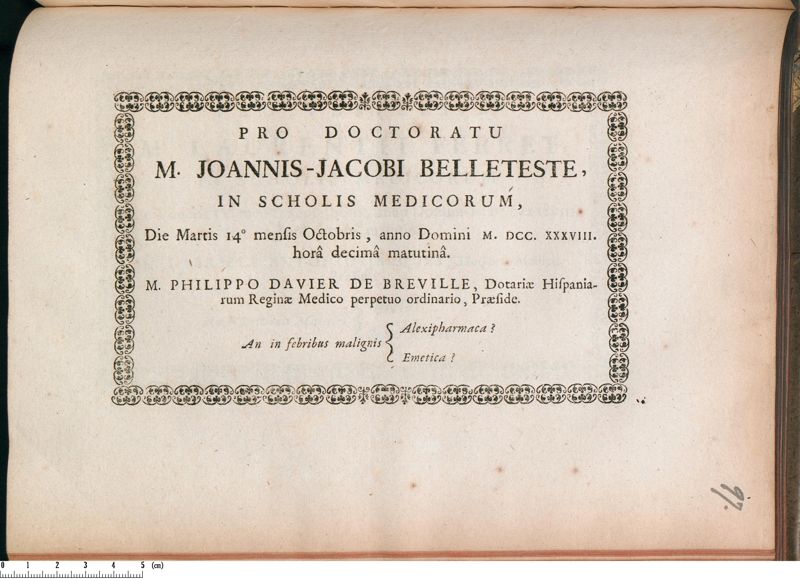 PRO DOCTORATU
M. JOANNIS-JACOBI BELLETESTE,
IN SCHOLIS MEDICORUM,
Die Martis 14° mensis Octobris, anno Domini M. DCC. XXXVIII.
horâ decimâ matutinâ.
M. PHILIPPO DAVIER DE BREVILLE, Dotariæ Hispania-
rum Reginæ Medico perpetuo ordinario, Præside.
An in febribus malignis { Alexipharmaca ?
Emetica ?
97.
0 1 2 3 4 5 (cm)